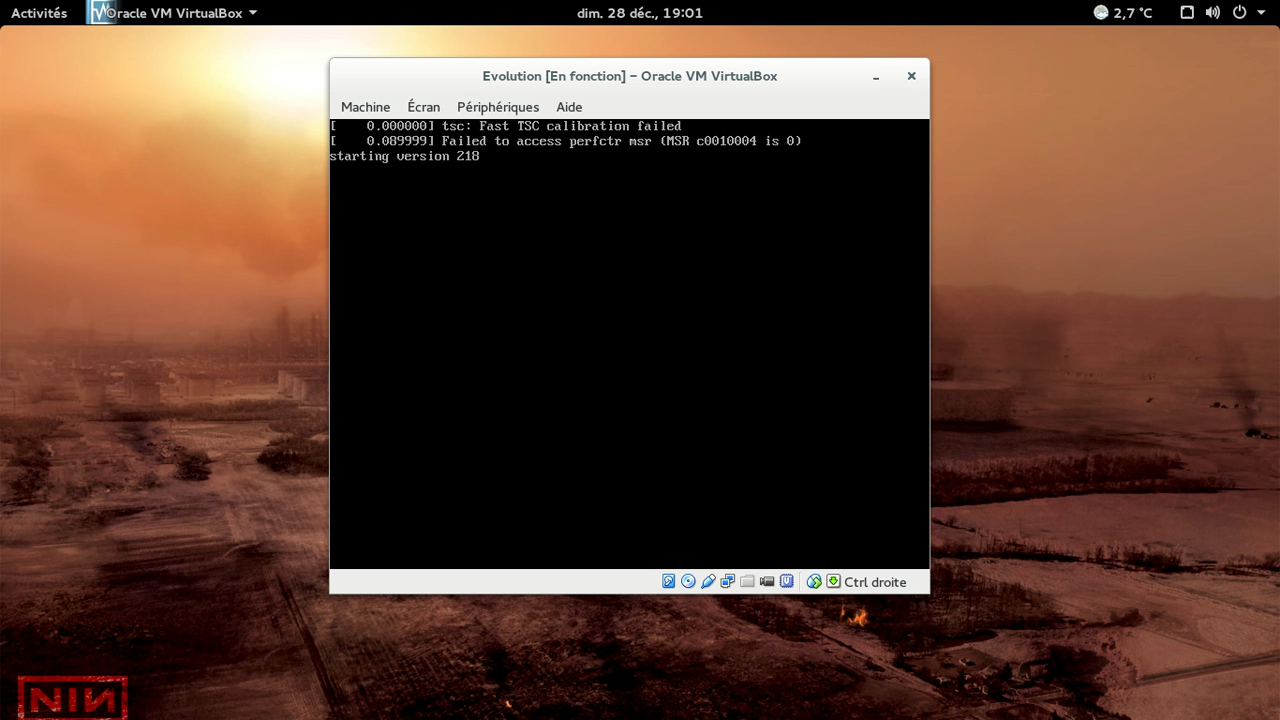 Activités
Oracle VM VirtualBox
dim. 28 déc., 19:01
2,7 °C
Evolution [En fonction] – Oracle VM VirtualBox
Machine Écran Périphériques Aide
[    0.000000] tsc: Fast TSC calibration failed
[    0.089999] Failed to access perfctr msr (MSR c0010004 is 0)
starting version 218
Ctrl droite
NIИ